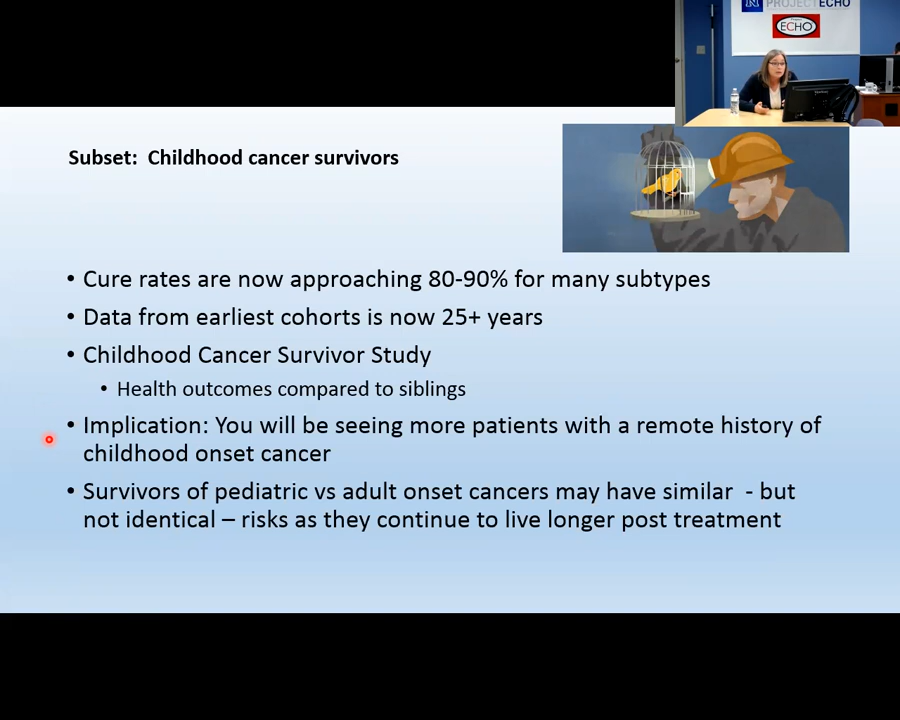 N PROJECT ECHO
ECHO
Subset: Childhood cancer survivors
• Cure rates are now approaching 80-90% for many subtypes
• Data from earliest cohorts is now 25+ years
• Childhood Cancer Survivor Study
• Health outcomes compared to siblings
• Implication: You will be seeing more patients with a remote history of
childhood onset cancer
• Survivors of pediatric vs adult onset cancers may have similar - but
not identical – risks as they continue to live longer post treatment